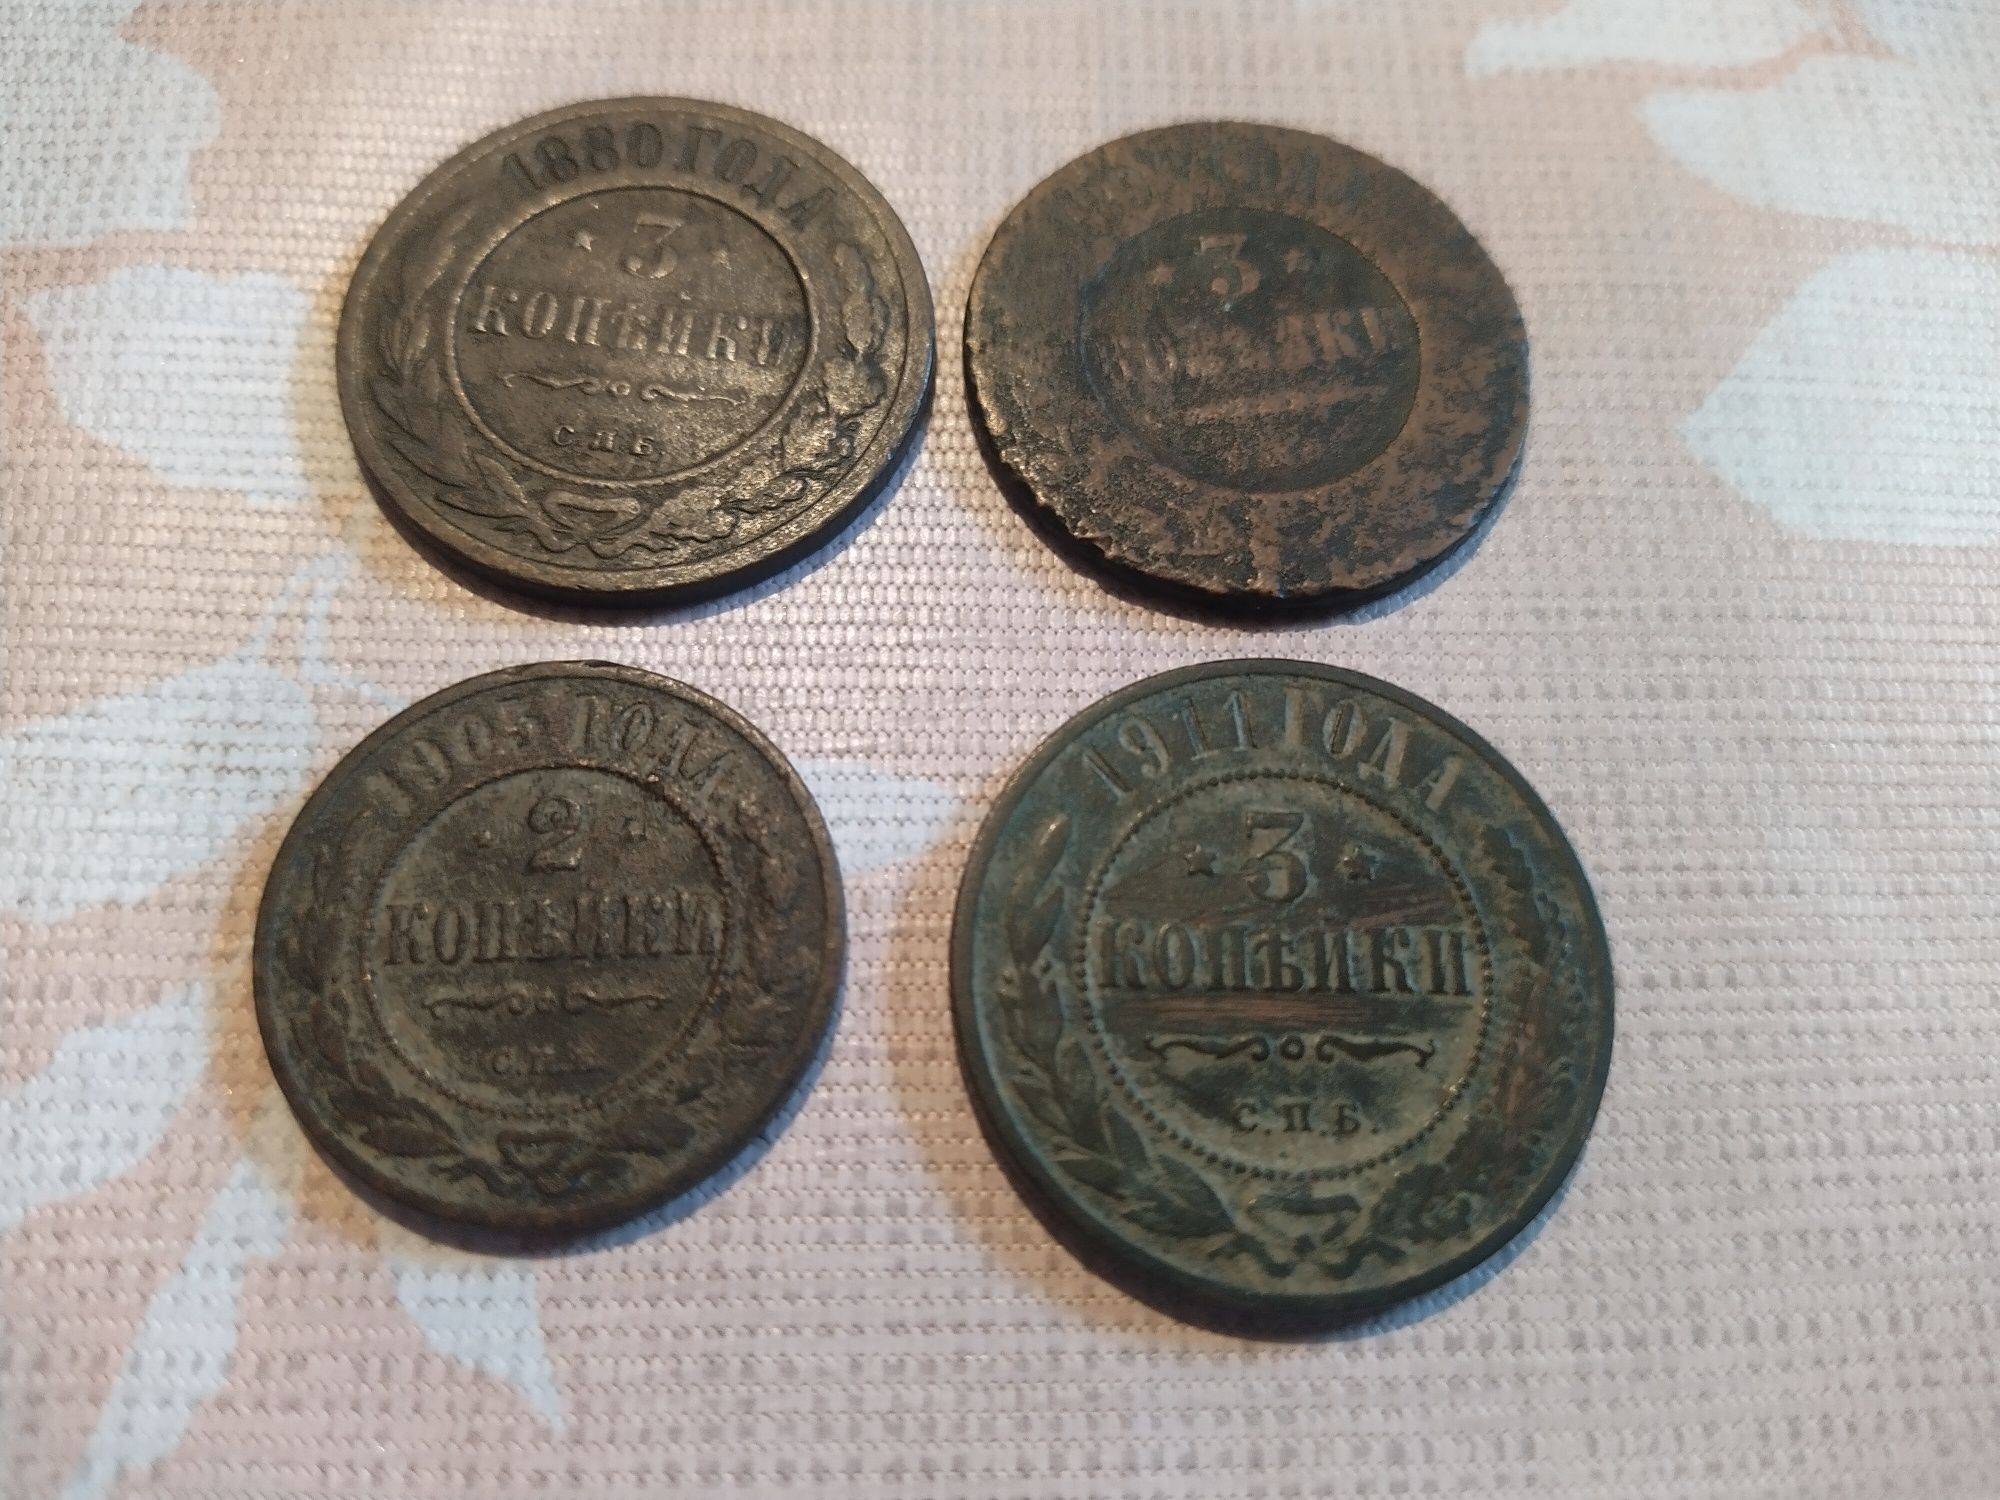 1880 ГОДА
3
КОПѢЙКИ
С.П.Б.
3
1905 ГОДА
2
КОПѢЙКИ
1911 ГОДА
3
КОПѢЙКИ
С.П.Б.